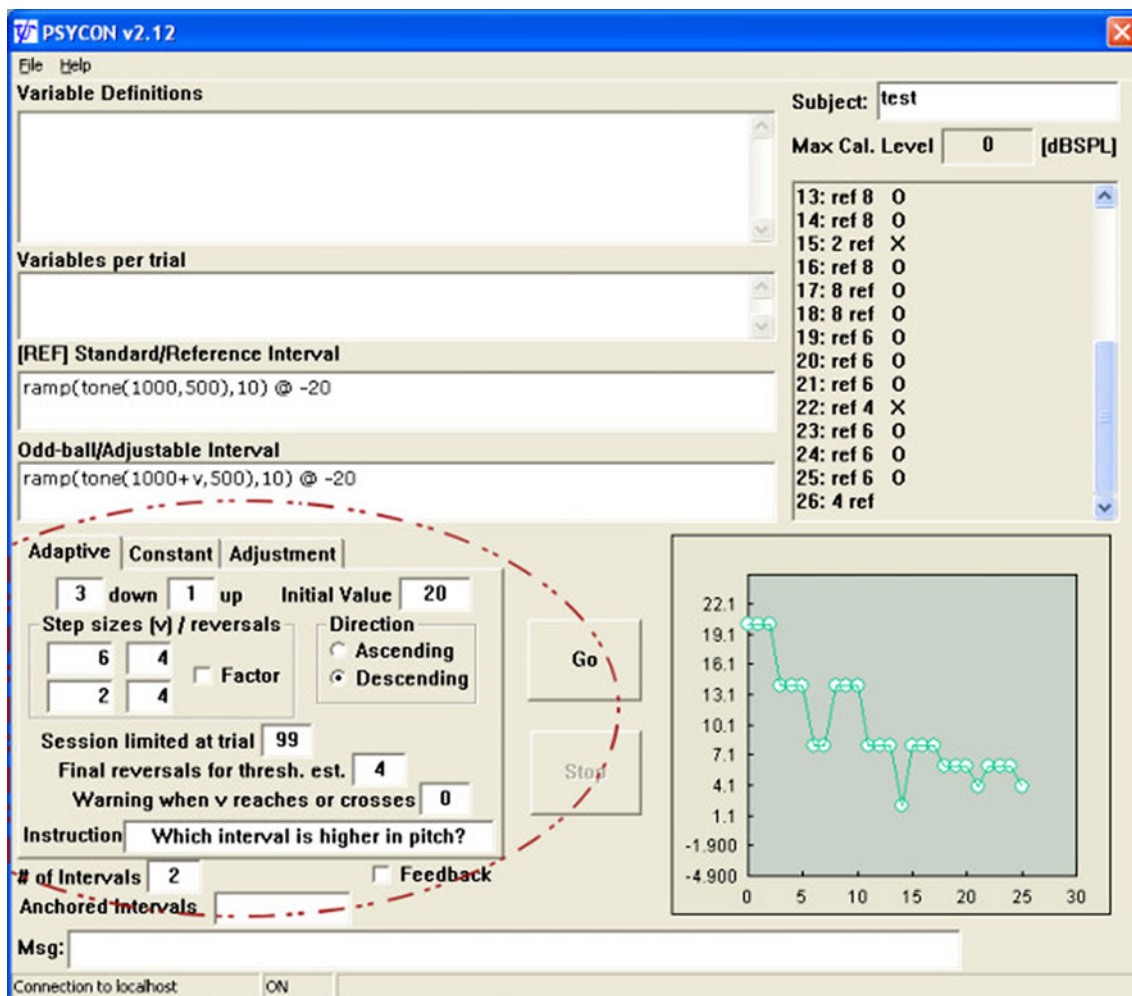 PSYCON v2.12
File Help
Variable Definitions
Subject: test
Max Cal. Level 0 [dBSPL]
13: ref 8 O
14: ref 8 O
15: 2 ref X
16: ref 8 O
17: 8 ref O
18: 8 ref O
19: ref 6 O
20: ref 6 O
21: ref 6 O
22: ref 4 X
23: ref 6 O
24: ref 6 O
25: ref 6 O
26: 4 ref
Variables per trial
[REF] Standard/Reference Interval
ramp(tone(1000,500),10) @ -20
Odd-ball/Adjustable Interval
ramp(tone(1000+v,500),10) @ -20
Adaptive Constant Adjustment
3 down 1 up Initial Value 20
Step sizes (v) / reversals Direction
6 4
2 4
Factor
Ascending
Descending
Session limited at trial 99
Final reversals for thresh. est. 4
Warning when v reaches or crosses 0
Instruction Which interval is higher in pitch?
# of Intervals 2 Feedback
Anchored Intervals
Go
Stop
22.1
19.1
16.1
13.1
10.1
7.1
4.1
1.1
-1.900
-4.900
0 5 10 15 20 25 30
Msg:
Connection to localhost ON